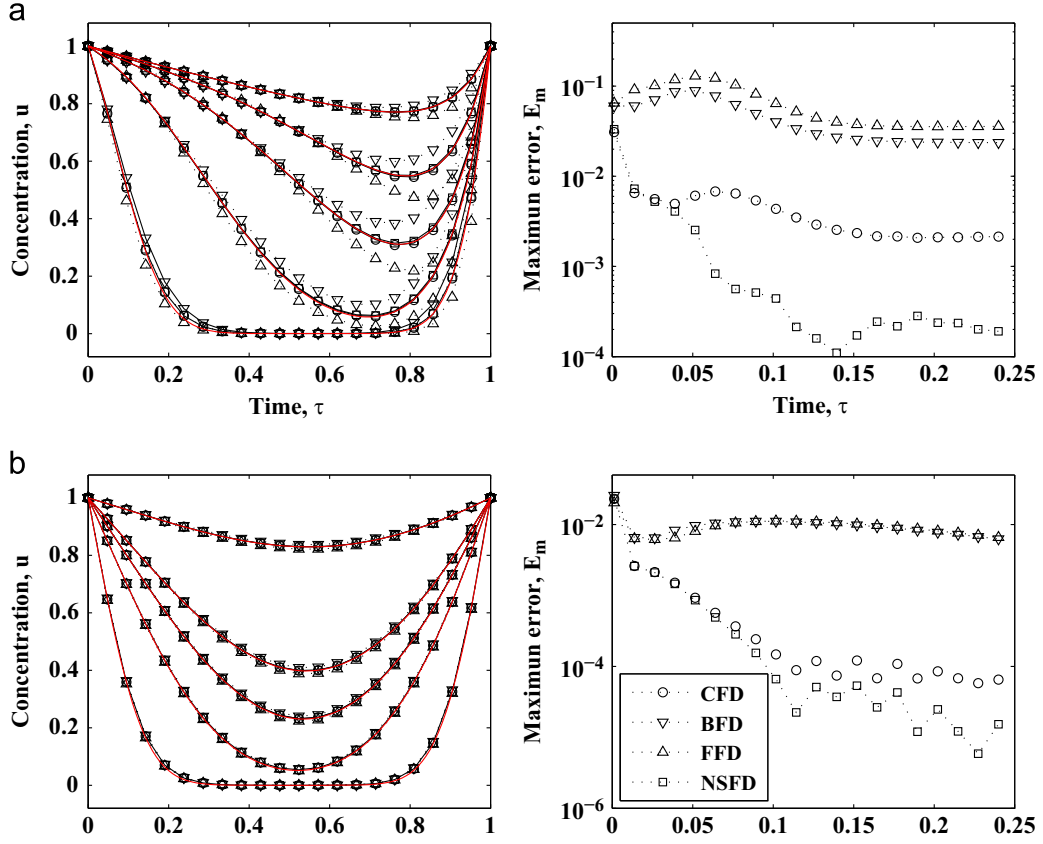 a
Concentration, u
1
0.8
0.6
0.4
0.2
0
0 0.2 0.4 0.6 0.8 1
Time, τ
Maximun error, E_m
10^-1
10^-2
10^-3
10^-4
0 0.05 0.1 0.15 0.2 0.25
Time, τ
b
Concentration, u
1
0.8
0.6
0.4
0.2
0
0 0.2 0.4 0.6 0.8 1
Maximun error, E_m
10^-2
10^-4
10^-6
0 0.05 0.1 0.15 0.2 0.25
CFD
BFD
FFD
NSFD